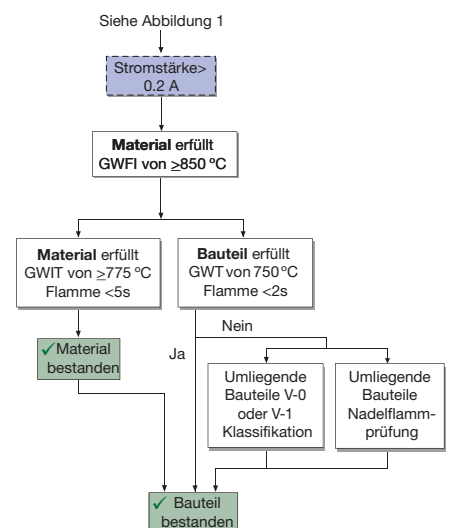 Siehe Abbildung 1
Stromstärke>
0.2 A
Material erfüllt
GWFI von ≥850 ºC
Material erfüllt
GWIT von ≥775 ºC
Flamme <5s
Bauteil erfüllt
GWT von 750ºC
Flamme <2s
Nein
Ja
✓Material
bestanden
Umliegende
Bauteile V-0
oder V-1
Klassifikation
Umliegende
Bauteile
Nadelflamm-
prüfung
✓ Bauteil
bestanden